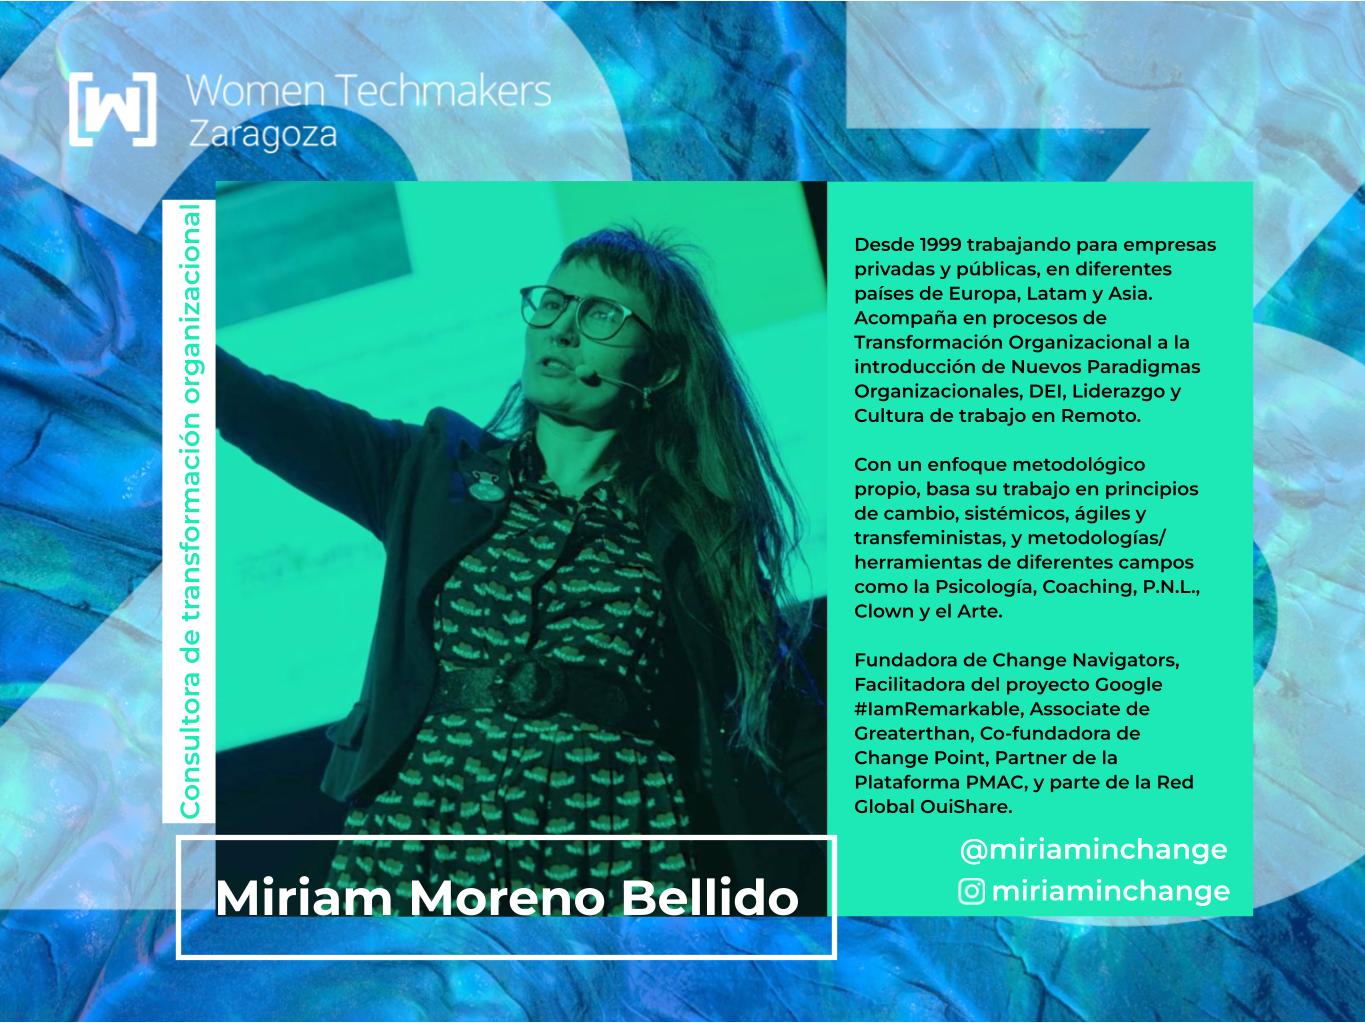 Women Techmakers
Zaragoza
Consultora de transformación organizacional
Desde 1999 trabajando para empresas
privadas y públicas, en diferentes
países de Europa, Latam y Asia.
Acompaña en procesos de
Transformación Organizacional a la
introducción de Nuevos Paradigmas
Organizacionales, DEI, Liderazgo y
Cultura de trabajo en Remoto.
Con un enfoque metodológico
propio, basa su trabajo en principios
de cambio, sistémicos, ágiles y
transfeministas, y metodologías/
herramientas de diferentes campos
como la Psicología, Coaching, P.N.L.,
Clown y el Arte.
Fundadora de Change Navigators,
Facilitadora del proyecto Google
#IamRemarkable, Associate de
Greaterthan, Co-fundadora de
Change Point, Partner de la
Plataforma PMAC, y parte de la Red
Global OuiShare.
@miriaminchange
miriaminchange
Miriam Moreno Bellido